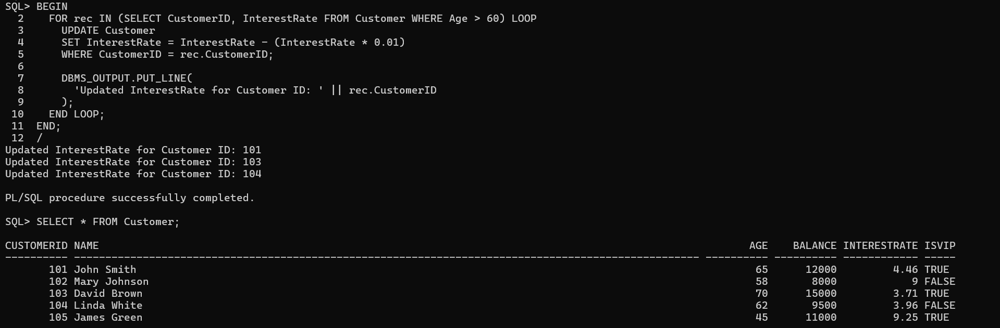 SQL> BEGIN
  2    FOR rec IN (SELECT CustomerID, InterestRate FROM Customer WHERE Age > 60) LOOP
  3      UPDATE Customer
  4      SET InterestRate = InterestRate - (InterestRate * 0.01)
  5      WHERE CustomerID = rec.CustomerID;
  6
  7      DBMS_OUTPUT.PUT_LINE(
  8        'Updated InterestRate for Customer ID: ' || rec.CustomerID
  9      );
 10    END LOOP;
 11  END;
 12  /
Updated InterestRate for Customer ID: 101
Updated InterestRate for Customer ID: 103
Updated InterestRate for Customer ID: 104

PL/SQL procedure successfully completed.

SQL> SELECT * FROM Customer;

CUSTOMERID NAME                                                                                                        AGE    BALANCE INTERESTRATE ISVIP
---------- ---------------------------------------------------------------------------------------------------- ---------- ---------- ------------ -----
       101 John Smith                                                                                                   65      12000         4.46 TRUE
       102 Mary Johnson                                                                                                 58       8000            9 FALSE
       103 David Brown                                                                                                  70      15000         3.71 TRUE
       104 Linda White                                                                                                  62       9500         3.96 FALSE
       105 James Green                                                                                                  45      11000         9.25 TRUE